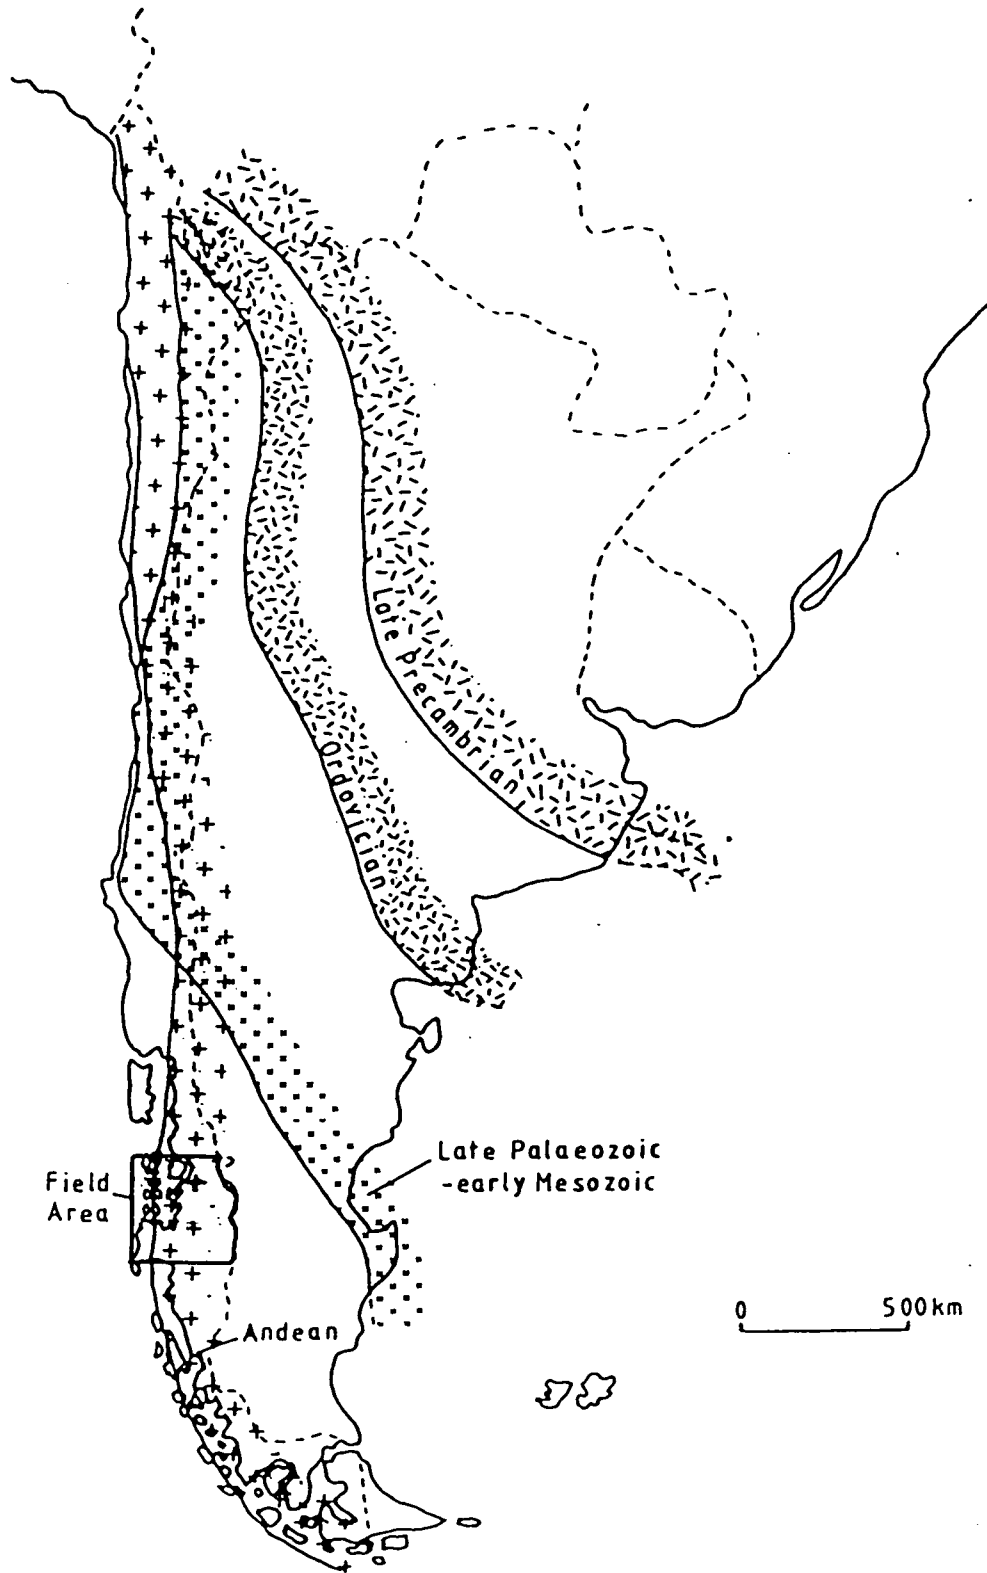 Late Precambrian
Ordovician
Late Palaeozoic
-early Mesozoic
Field
Area
0 500km
Andean